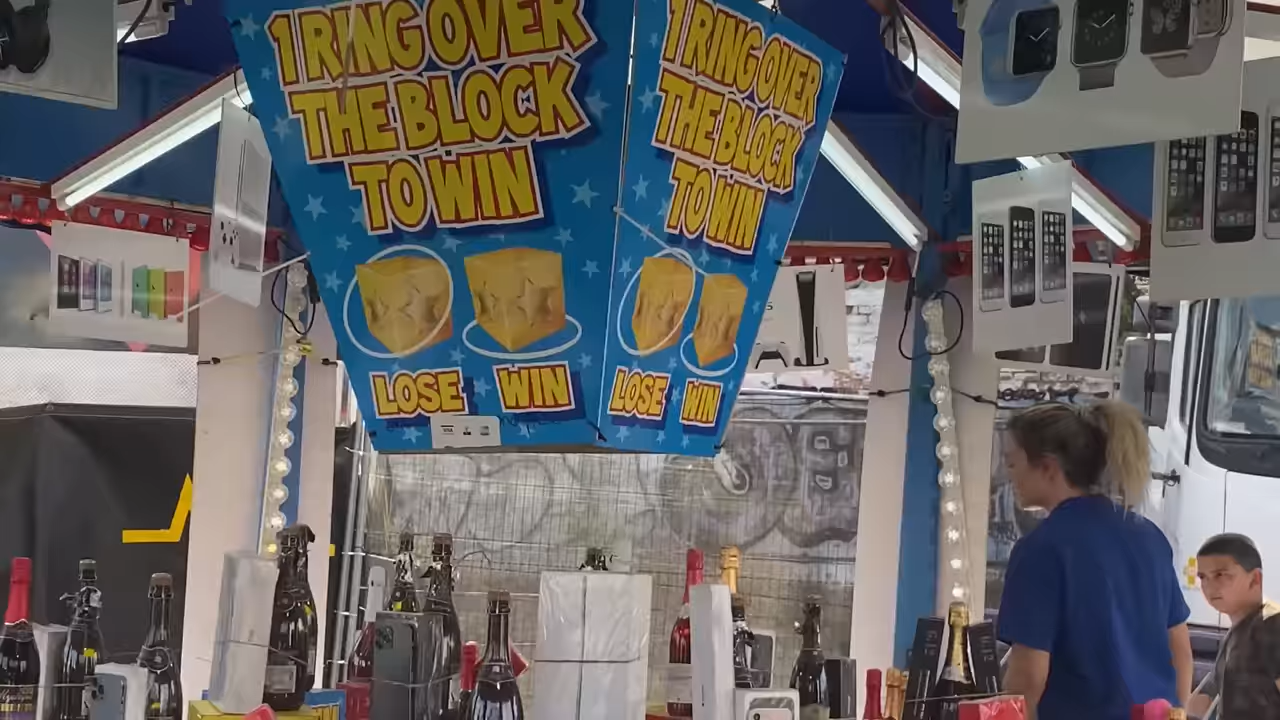 1 RING OVER
THE BLOCK
TO WIN
LOSE
WIN
1 RING OVER
THE BLOCK
TO WIN
LOSE
WIN